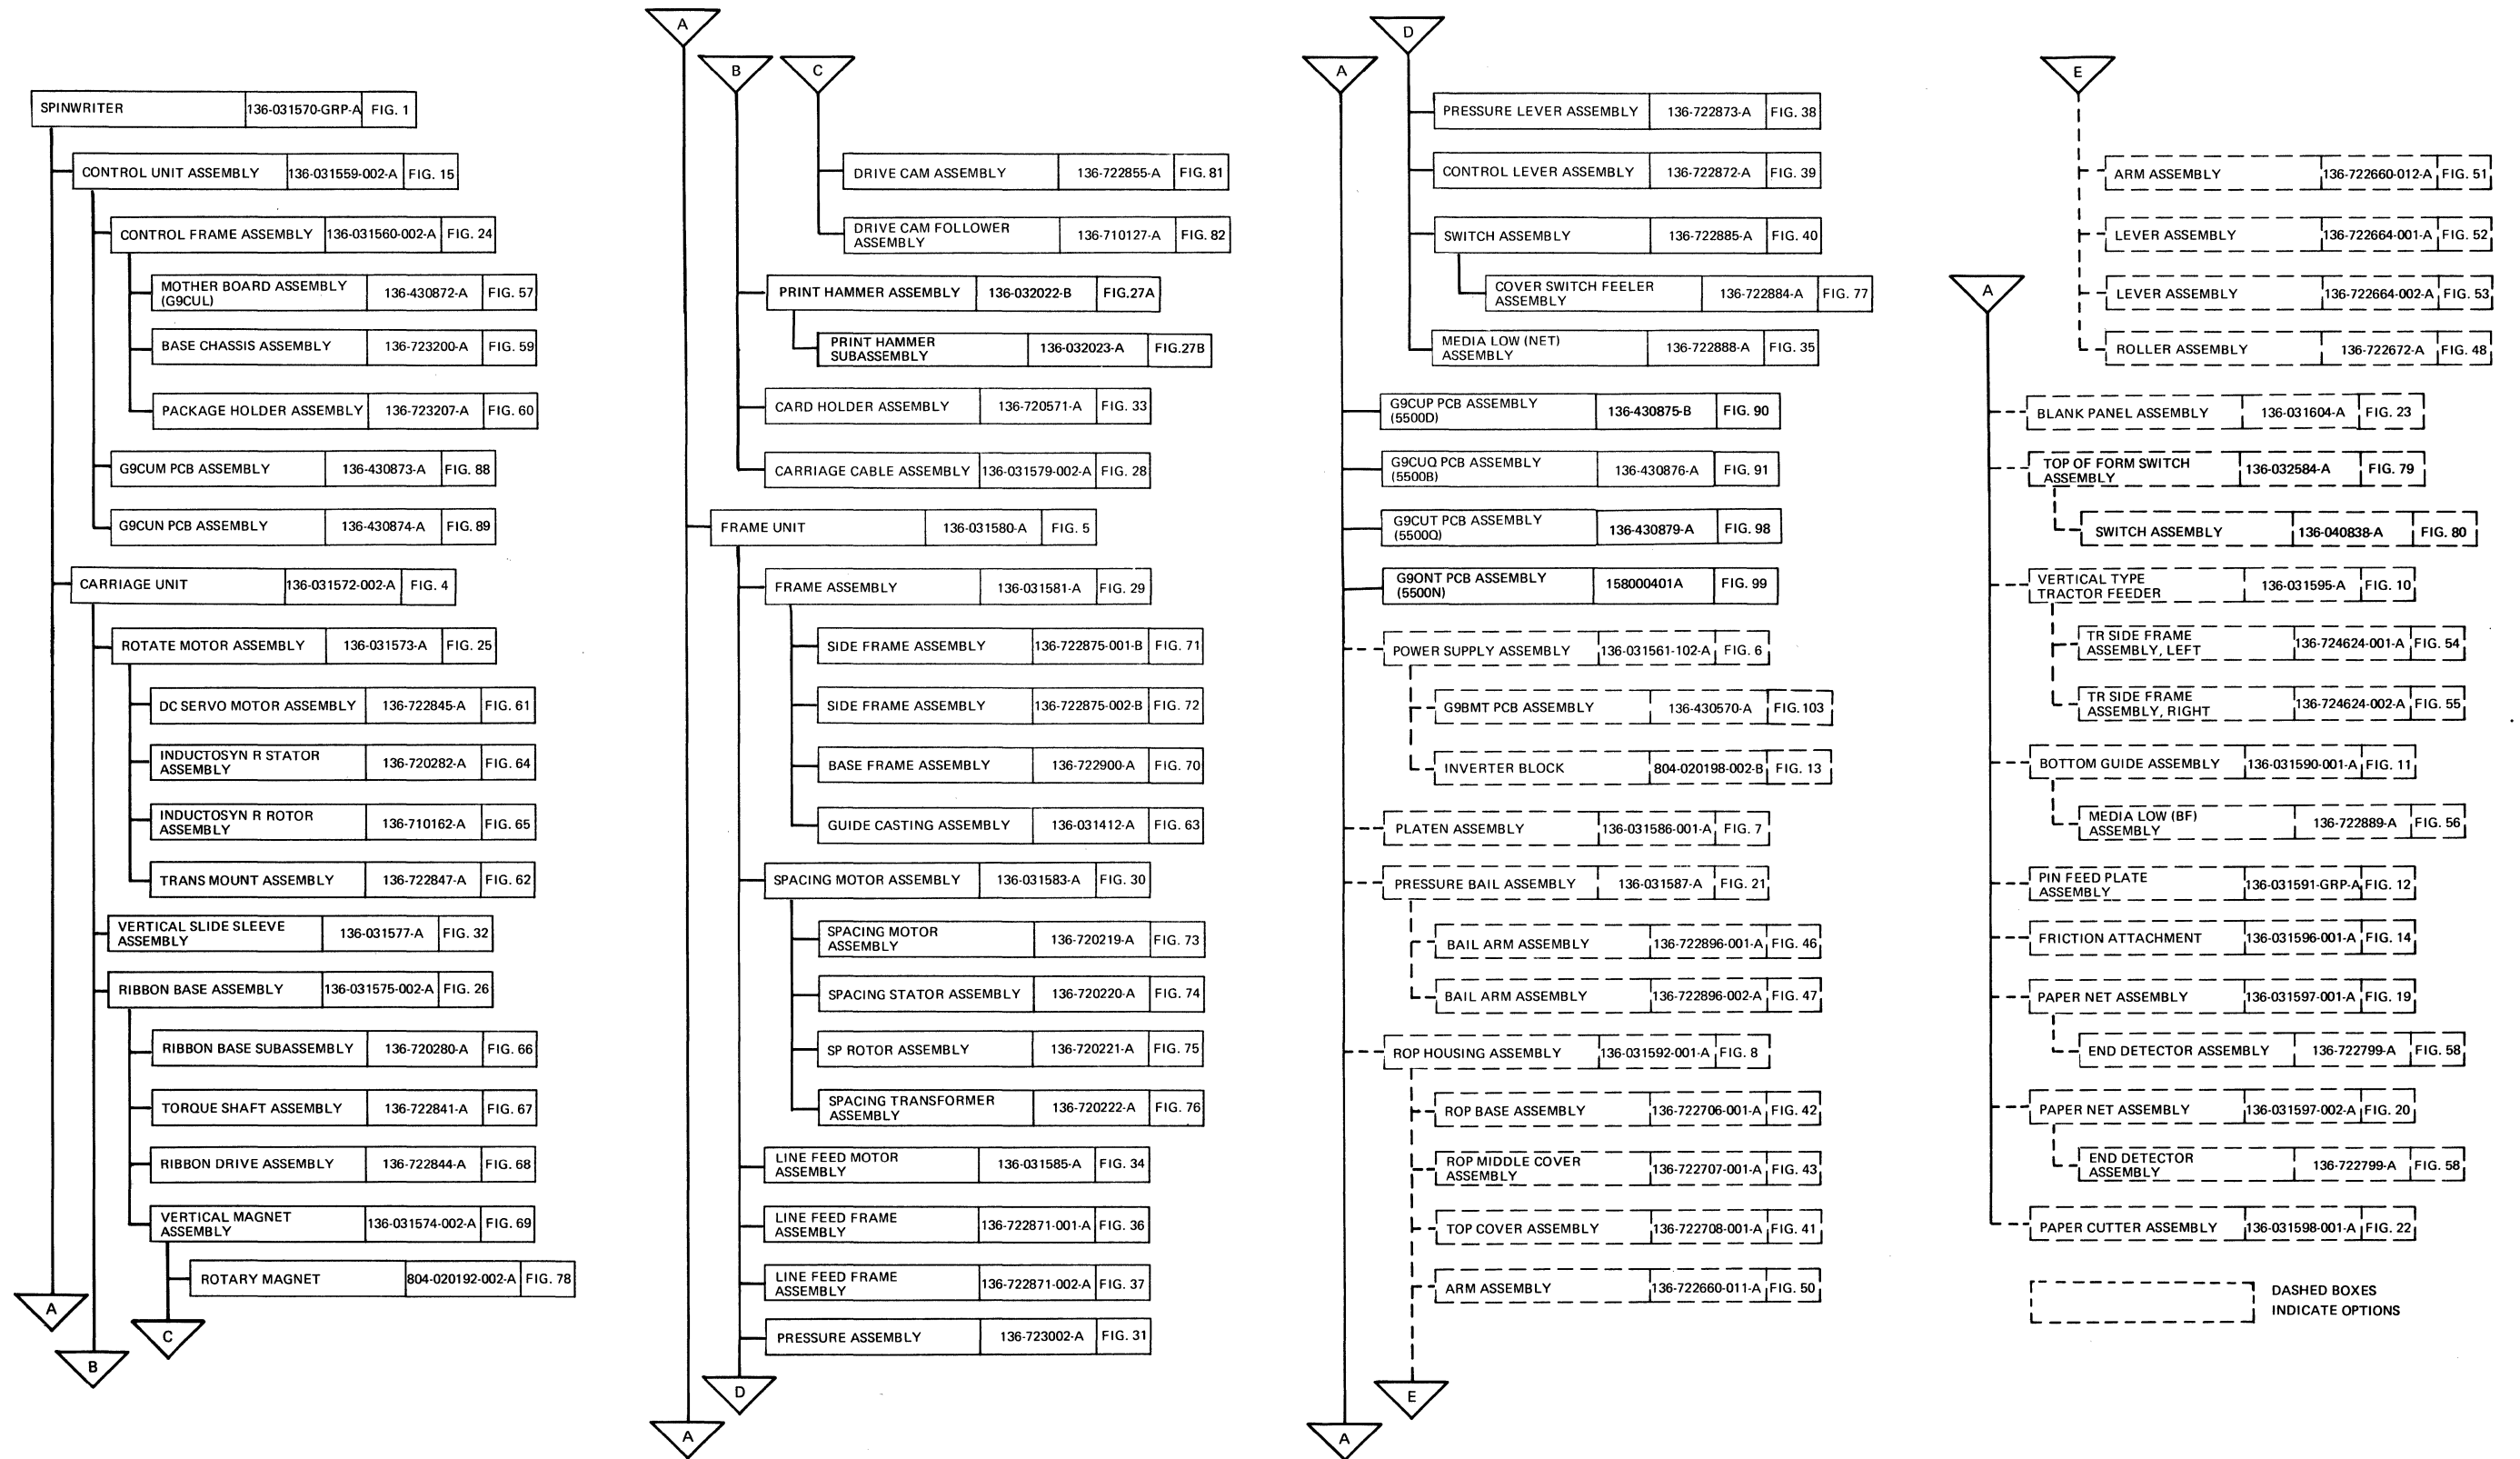 SPINWRITER 136-031570-GRP-A FIG. 1
CONTROL UNIT ASSEMBLY 136-031559-002-A FIG. 15
CONTROL FRAME ASSEMBLY 136-031560-002-A FIG. 24
MOTHER BOARD ASSEMBLY
(G9CUL) 136-430872-A FIG. 57
BASE CHASSIS ASSEMBLY 136-723200-A FIG. 59
PACKAGE HOLDER ASSEMBLY 136-723207-A FIG. 60
G9CUM PCB ASSEMBLY 136-430873-A FIG. 88
G9CUN PCB ASSEMBLY 136-430874-A FIG. 89
CARRIAGE UNIT 136-031572-002-A FIG. 4
ROTATE MOTOR ASSEMBLY 136-031573-A FIG. 25
DC SERVO MOTOR ASSEMBLY 136-722845-A FIG. 61
INDUCTOSYN R STATOR
ASSEMBLY 136-720282-A FIG. 64
INDUCTOSYN R ROTOR
ASSEMBLY 136-710162-A FIG. 65
TRANS MOUNT ASSEMBLY 136-722847-A FIG. 62
VERTICAL SLIDE SLEEVE
ASSEMBLY 136-031577-A FIG. 32
RIBBON BASE ASSEMBLY 136-031575-002-A FIG. 26
RIBBON BASE SUBASSEMBLY 136-720280-A FIG. 66
TORQUE SHAFT ASSEMBLY 136-722841-A FIG. 67
RIBBON DRIVE ASSEMBLY 136-722844-A FIG. 68
VERTICAL MAGNET
ASSEMBLY 136-031574-002-A FIG. 69
ROTARY MAGNET 804-020192-002-A FIG. 78
A
C
B
A
B
C
DRIVE CAM ASSEMBLY 136-722855-A FIG. 81
DRIVE CAM FOLLOWER
ASSEMBLY 136-710127-A FIG. 82
PRINT HAMMER ASSEMBLY 136-032022-B FIG.27A
PRINT HAMMER
SUBASSEMBLY 136-032023-A FIG.27B
CARD HOLDER ASSEMBLY 136-720571-A FIG. 33
CARRIAGE CABLE ASSEMBLY 136-031579-002-A FIG. 28
FRAME UNIT 136-031580-A FIG. 5
FRAME ASSEMBLY 136-031581-A FIG. 29
SIDE FRAME ASSEMBLY 136-722875-001-B FIG. 71
SIDE FRAME ASSEMBLY 136-722875-002-B FIG. 72
BASE FRAME ASSEMBLY 136-722900-A FIG. 70
GUIDE CASTING ASSEMBLY 136-031412-A FIG. 63
SPACING MOTOR ASSEMBLY 136-031583-A FIG. 30
SPACING MOTOR
ASSEMBLY 136-720219-A FIG. 73
SPACING STATOR ASSEMBLY 136-720220-A FIG. 74
SP ROTOR ASSEMBLY 136-720221-A FIG. 75
SPACING TRANSFORMER
ASSEMBLY 136-720222-A FIG. 76
LINE FEED MOTOR
ASSEMBLY 136-031585-A FIG. 34
LINE FEED FRAME
ASSEMBLY 136-722871-001-A FIG. 36
LINE FEED FRAME
ASSEMBLY 136-722871-002-A FIG. 37
PRESSURE ASSEMBLY 136-723002-A FIG. 31
D
A
D
A
PRESSURE LEVER ASSEMBLY 136-722873-A FIG. 38
CONTROL LEVER ASSEMBLY 136-722872-A FIG. 39
SWITCH ASSEMBLY 136-722885-A FIG. 40
COVER SWITCH FEELER
ASSEMBLY 136-722884-A FIG. 77
MEDIA LOW (NET)
ASSEMBLY 136-722888-A FIG. 35
G9CUP PCB ASSEMBLY
(5500D) 136-430875-B FIG. 90
G9CUQ PCB ASSEMBLY
(5500B) 136-430876-A FIG. 91
G9CUT PCB ASSEMBLY
(5500Q) 136-430879-A FIG. 98
G9ONT PCB ASSEMBLY
(5500N) 158000401A FIG. 99
POWER SUPPLY ASSEMBLY 136-031561-102-A FIG. 6
G9BMT PCB ASSEMBLY 136-430570-A FIG.103
INVERTER BLOCK 804-020198-002-B FIG. 13
PLATEN ASSEMBLY 136-031586-001-A FIG. 7
PRESSURE BAIL ASSEMBLY 136-031587-A FIG. 21
BAIL ARM ASSEMBLY 136-722896-001-A FIG. 46
BAIL ARM ASSEMBLY 136-722896-002-A FIG. 47
ROP HOUSING ASSEMBLY 136-031592-001-A FIG. 8
ROP BASE ASSEMBLY 136-722706-001-A FIG. 42
ROP MIDDLE COVER
ASSEMBLY 136-722707-001-A FIG. 43
TOP COVER ASSEMBLY 136-722708-001-A FIG. 41
ARM ASSEMBLY 136-722660-011-A FIG. 50
E
A
E
ARM ASSEMBLY 136-722660-012-A FIG. 51
LEVER ASSEMBLY 136-722664-001-A FIG. 52
LEVER ASSEMBLY 136-722664-002-A FIG. 53
ROLLER ASSEMBLY 136-722672-A FIG. 48
A
BLANK PANEL ASSEMBLY 136-031604-A FIG. 23
TOP OF FORM SWITCH
ASSEMBLY 136-032584-A FIG. 79
SWITCH ASSEMBLY 136-040838-A FIG. 80
VERTICAL TYPE
TRACTOR FEEDER 136-031595-A FIG. 10
TR SIDE FRAME
ASSEMBLY, LEFT 136-724624-001-A FIG. 54
TR SIDE FRAME
ASSEMBLY, RIGHT 136-724624-002-A FIG. 55
BOTTOM GUIDE ASSEMBLY 136-031590-001-A FIG. 11
MEDIA LOW (BF)
ASSEMBLY 136-722889-A FIG. 56
PIN FEED PLATE
ASSEMBLY 136-031591-GRP-A FIG. 12
FRICTION ATTACHMENT 136-031596-001-A FIG. 14
PAPER NET ASSEMBLY 136-031597-001-A FIG. 19
END DETECTOR ASSEMBLY 136-722799-A FIG. 58
PAPER NET ASSEMBLY 136-031597-002-A FIG. 20
END DETECTOR
ASSEMBLY 136-722799-A FIG. 58
PAPER CUTTER ASSEMBLY 136-031598-001-A FIG. 22
DASHED BOXES
INDICATE OPTIONS